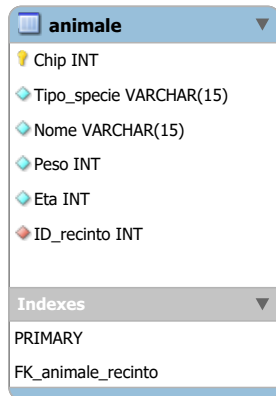 animale
Chip INT
Tipo_specie VARCHAR(15)
Nome VARCHAR(15)
Peso INT
Eta INT
ID_recinto INT
Indexes
PRIMARY
FK_animale_recinto